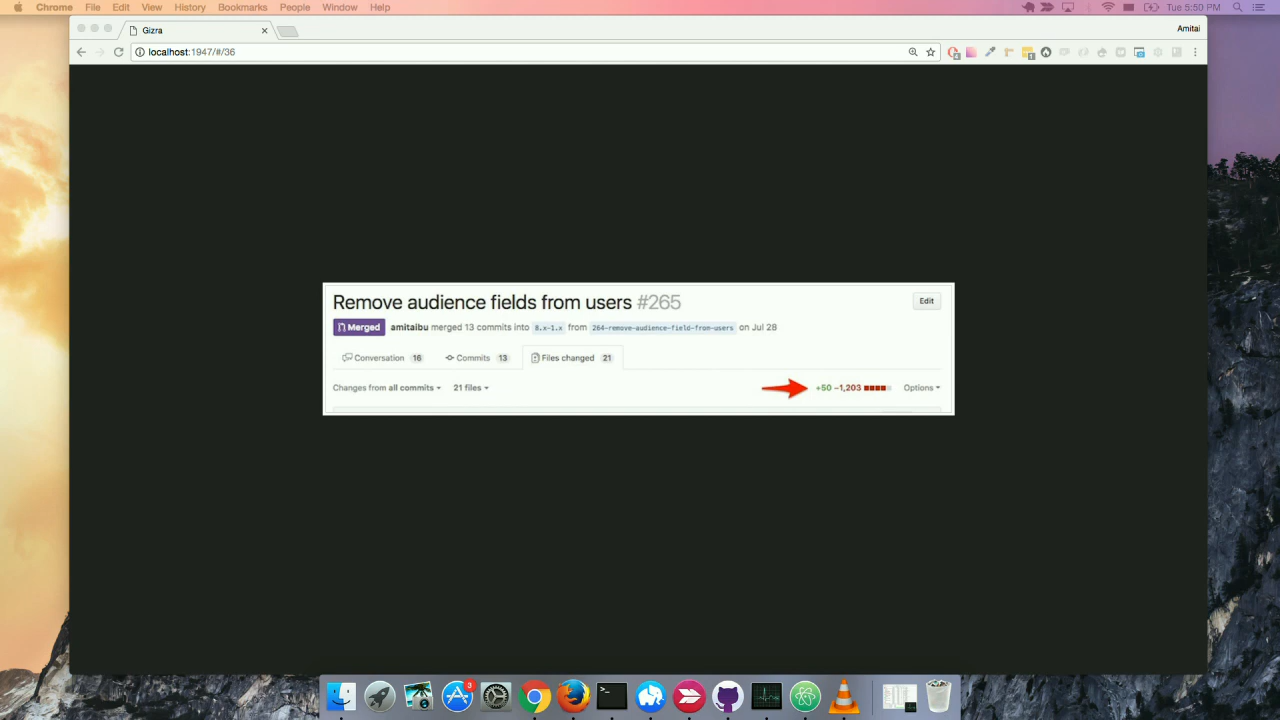 Chrome File Edit View History Bookmarks People Window Help Tue 5:50 PM
Gizra Amitai
localhost:1947/#/36
Remove audience fields from users #265 Edit
Merged amitaibu merged 13 commits into 8.x-1.x from 264-remove-audience-field-from-users on Jul 28
Conversation 16 Commits 13 Files changed 21
Changes from all commits 21 files +50 −1,203 Options
3